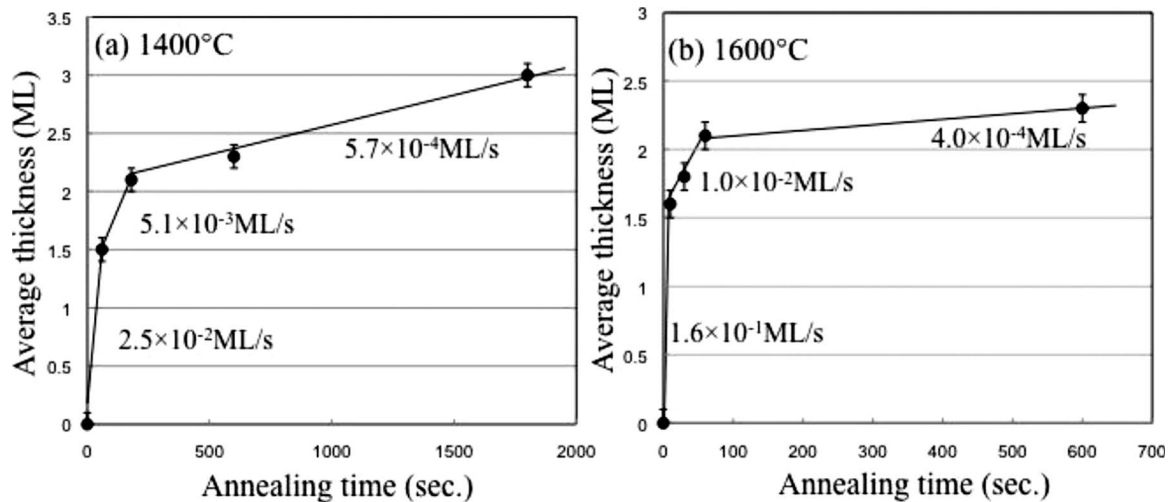 (a) 1400°C
Average thickness (ML)
3.5
3
2.5
2
1.5
1
0.5
0
5.7×10⁻⁴ML/s
5.1×10⁻³ML/s
2.5×10⁻²ML/s
0 500 1000 1500 2000
Annealing time (sec.)
(b) 1600°C
Average thickness (ML)
3
2.5
2
1.5
1
0.5
0
4.0×10⁻⁴ML/s
1.0×10⁻²ML/s
1.6×10⁻¹ML/s
0 100 200 300 400 500 600 700
Annealing time (sec.)